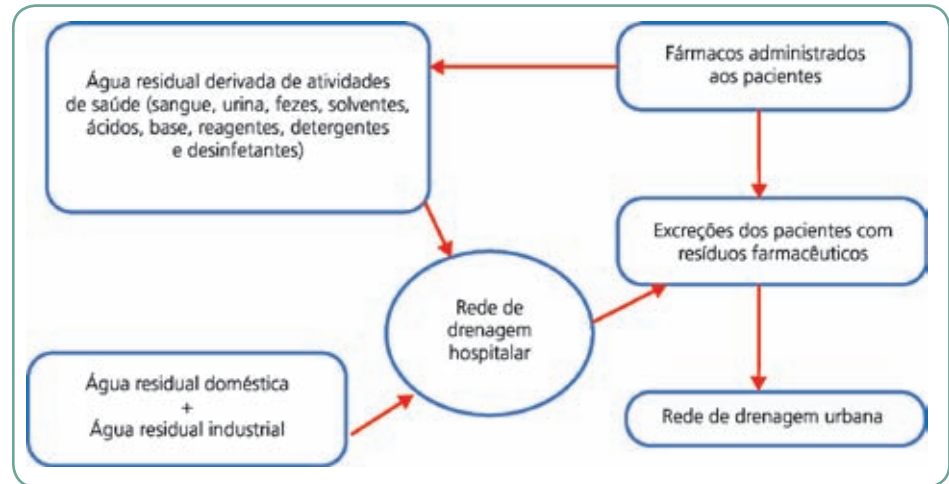 Água residual derivada de atividades
de saúde (sangue, urina, fezes, solventes,
ácidos, base, reagentes, detergentes
e desinfetantes)
Fármacos administrados
aos pacientes
Excreções dos pacientes com
resíduos farmacêuticos
Rede de
drenagem
hospitalar
Água residual doméstica
+
Água residual industrial
Rede de drenagem urbana